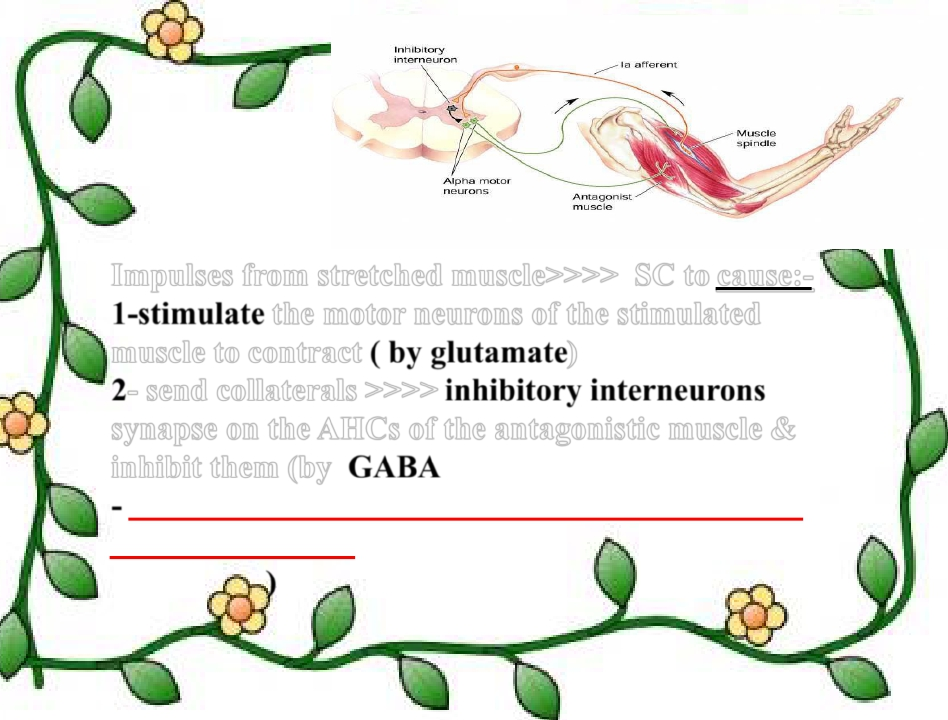 Inhibitory
interneuron
Ia afferent
Muscle
spindle
Alpha motor
neurons
Antagonist
muscle
Impulses from stretched muscle>>>> SC to cause:-
1-stimulate the motor neurons of the stimulated
muscle to contract ( by glutamate)
2- send collaterals >>>> inhibitory interneurons
synapse on the AHCs of the antagonistic muscle &
inhibit them (by GABA
-
)